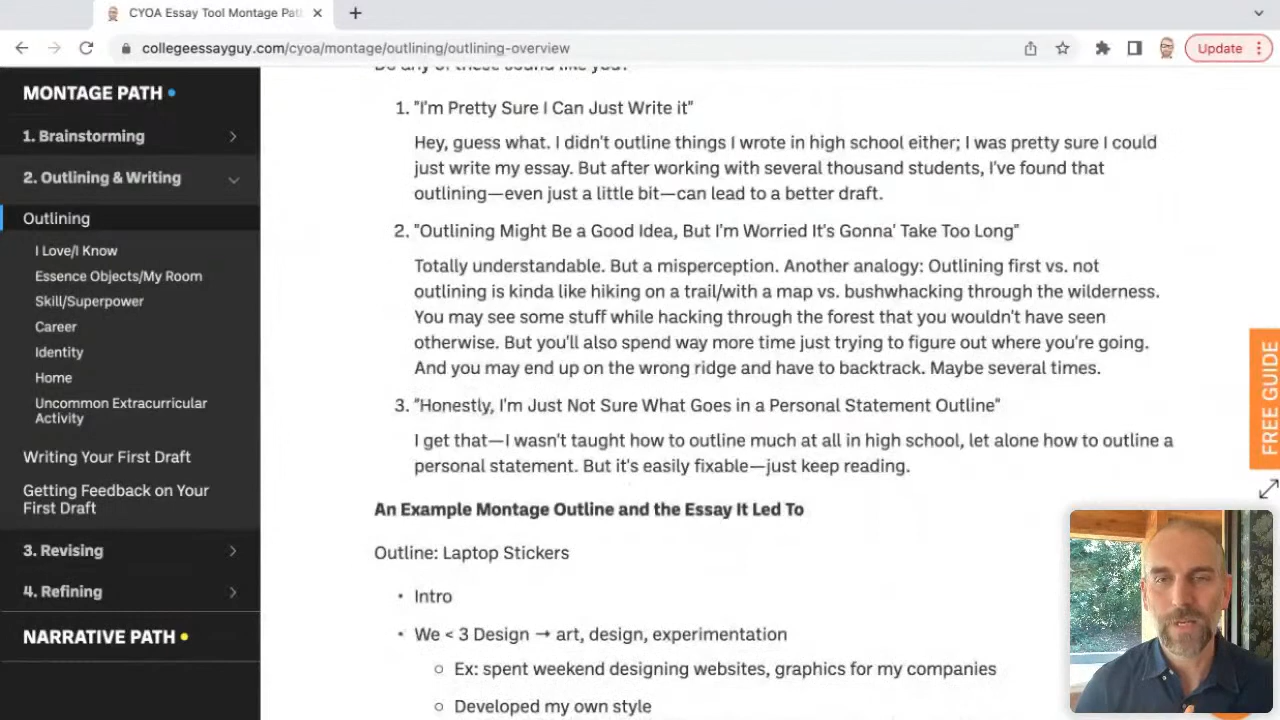 CYOA Essay Tool Montage Pat
collegeessayguy.com/cyoa/montage/outlining/outlining-overview
Update
MONTAGE PATH
1. Brainstorming
2. Outlining & Writing
Outlining
I Love/I Know
Essence Objects/My Room
Skill/Superpower
Career
Identity
Home
Uncommon Extracurricular
Activity
Writing Your First Draft
Getting Feedback on Your
First Draft
3. Revising
4. Refining
NARRATIVE PATH
Do any of these sound like you?
1. "I'm Pretty Sure I Can Just Write it"
Hey, guess what. I didn't outline things I wrote in high school either; I was pretty sure I could
just write my essay. But after working with several thousand students, I've found that
outlining—even just a little bit—can lead to a better draft.
2. "Outlining Might Be a Good Idea, But I'm Worried It's Gonna' Take Too Long"
Totally understandable. But a misperception. Another analogy: Outlining first vs. not
outlining is kinda like hiking on a trail/with a map vs. bushwhacking through the wilderness.
You may see some stuff while hacking through the forest that you wouldn't have seen
otherwise. But you'll also spend way more time just trying to figure out where you're going.
And you may end up on the wrong ridge and have to backtrack. Maybe several times.
3. "Honestly, I'm Just Not Sure What Goes in a Personal Statement Outline"
I get that—I wasn't taught how to outline much at all in high school, let alone how to outline a
personal statement. But it's easily fixable—just keep reading.
An Example Montage Outline and the Essay It Led To
Outline: Laptop Stickers
• Intro
• We < 3 Design → art, design, experimentation
○ Ex: spent weekend designing websites, graphics for my companies
○ Developed my own style
FREE GUIDE